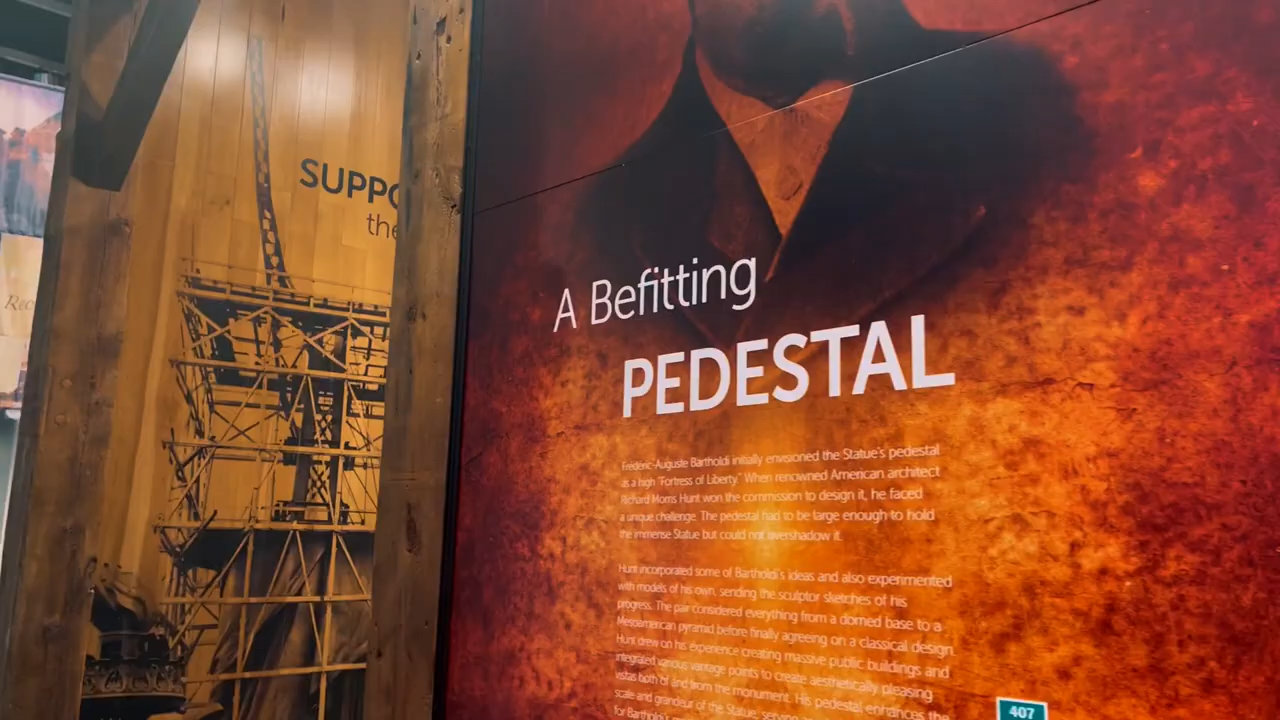 SUPPO
the
Rec
A Befitting
PEDESTAL
Frédéric-Auguste Bartholdi initially envisioned the Statue's pedestal
as a high "Fortress of Liberty." When renowned American architect
Richard Morris Hunt won the commission to design it, he faced
a unique challenge. The pedestal had to be large enough to hold
the immense Statue but could not overshadow it.
Hunt incorporated some of Bartholdi's ideas and also experimented
with models of his own, sending the sculptor sketches of his
progress. The pair considered everything from a domed base to a
Mesoamerican pyramid before finally agreeing on a classical design.
Hunt drew on his experience creating massive public buildings and
integrated various vantage points to create aesthetically pleasing
vistas both of and from the monument. His pedestal enhances the
scale and grandeur of the Statue, serving
for Bartholdi's
407